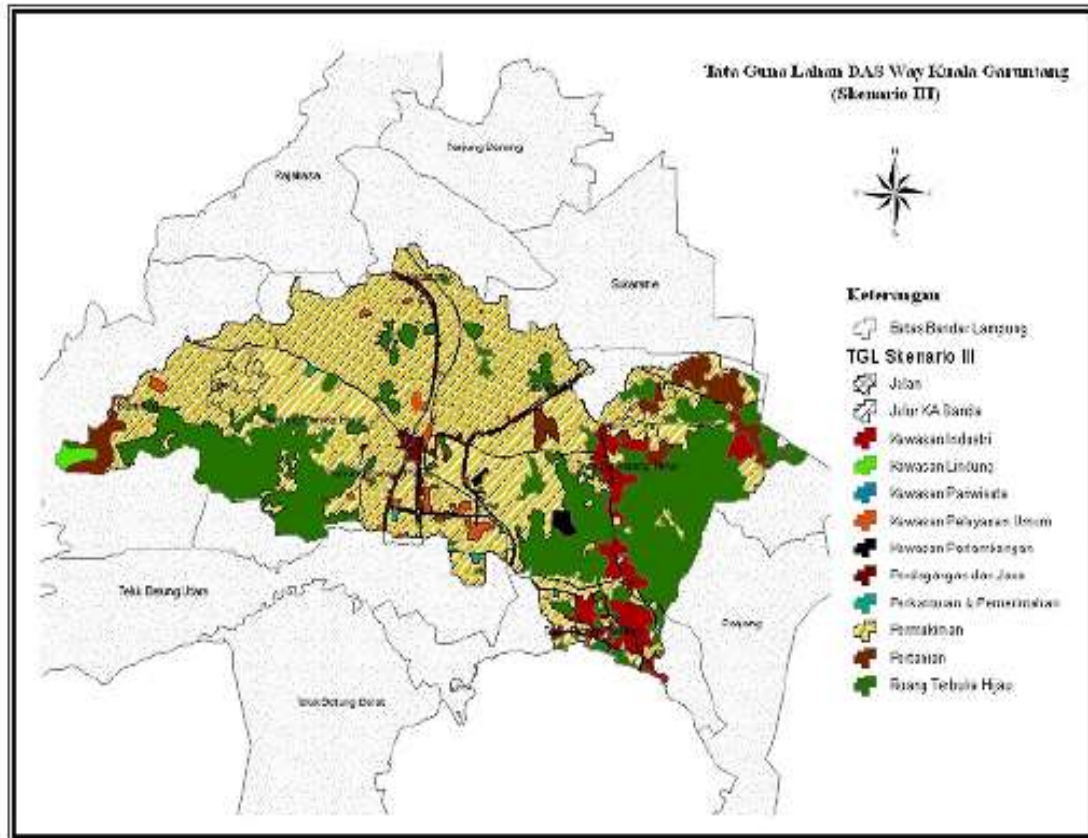 Tata Guna Lahan DAS Way Kuala Garuntang
(Skenario III)
N
Tanjung Senang
Rajabasa
Sukarame
Keterangan
Batas Bandar Lampung
TGL Skenario III
Jalan
Jalur KA Banda
Kawasan Industri
Kawasan Lindung
Kawasan Pariwisata
Kawasan Pelayanan Umum
Kawasan Pertambangan
Perdagangan dan Jasa
Perkantoran & Pemerintahan
Permukiman
Pertanian
Ruang Terbuka Hijau
Teluk Betung Utara
Panjang
Teluk Betung Barat